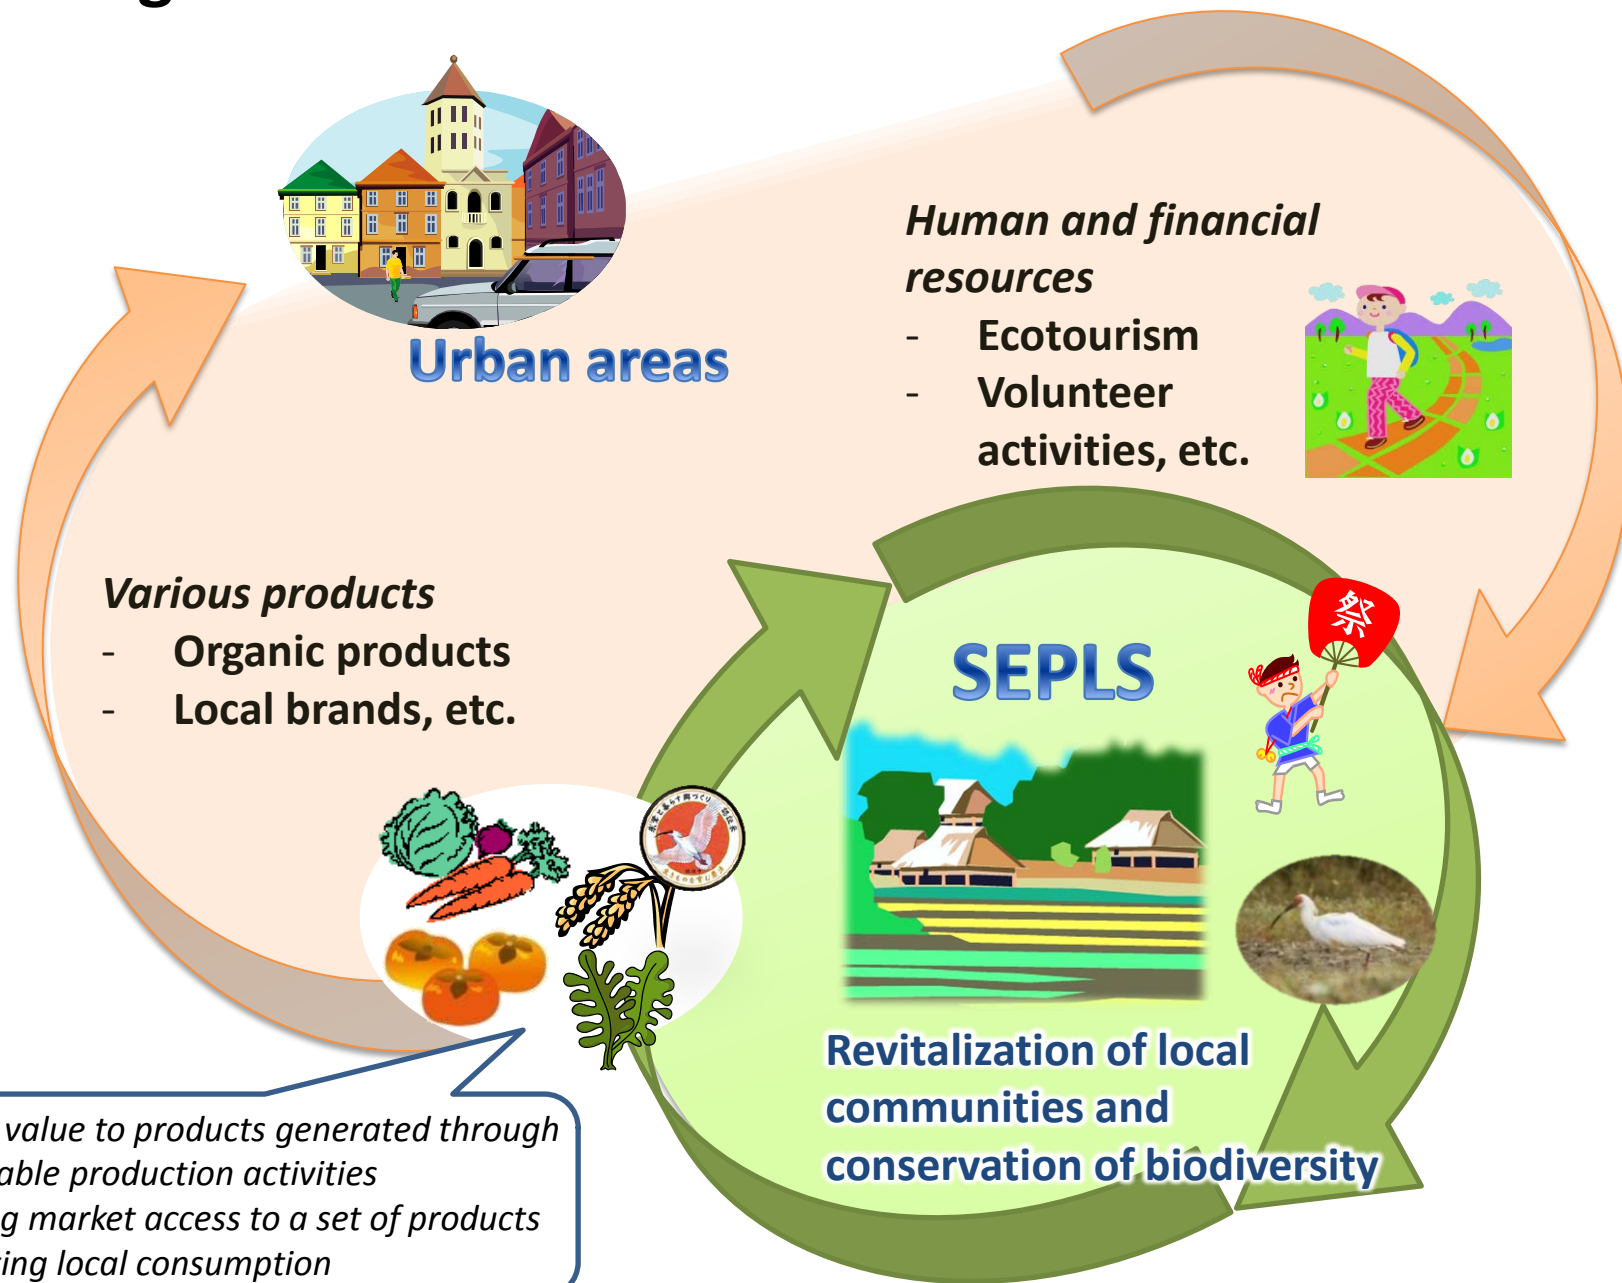 Urban areas
Human and financial
resources
- Ecotourism
- Volunteer
activities, etc.
Various products
- Organic products
- Local brands, etc.
SEPLS
祭
Revitalization of local
communities and
conservation of biodiversity
value to products generated through
able production activities
g market access to a set of products
ing local consumption